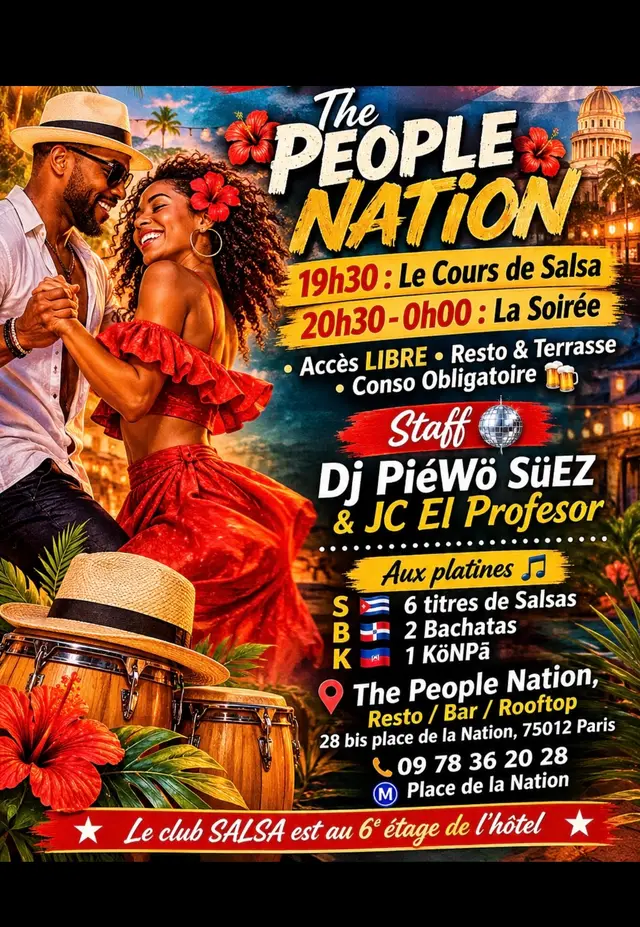 The
PEOPLE
NATiON
19h30 : Le Cours de Salsa
20h30 - 0h00 : La Soirée
• Accès LIBRE • Resto & Terrasse
• Conso Obligatoire
Staff
Dj PiéWö SüEZ
& JC El Profesor
Aux platines
S 6 titres de Salsas
B 2 Bachatas
K 1 KöNPã
The People Nation,
Resto / Bar / Rooftop
28 bis place de la Nation, 75012 Paris
09 78 36 20 28
M Place de la Nation
Le club SALSA est au 6e étage de l'hôtel